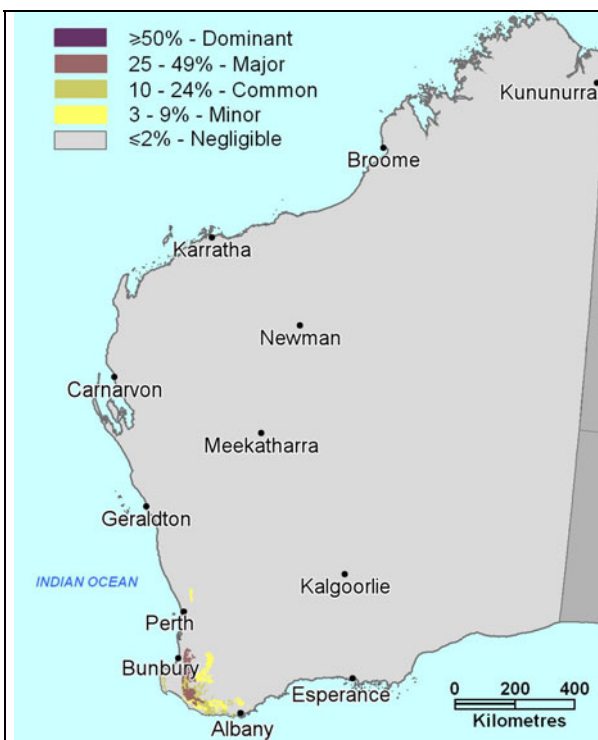 ≥50% - Dominant
25 - 49% - Major
10 - 24% - Common
3 - 9% - Minor
≤2% - Negligible
Kununurra
Broome
Karratha
Newman
Carnarvon
Meekatharra
Geraldton
INDIAN OCEAN
Kalgoorlie
Perth
Bunbury
Esperance
Albany
0 200 400
Kilometres